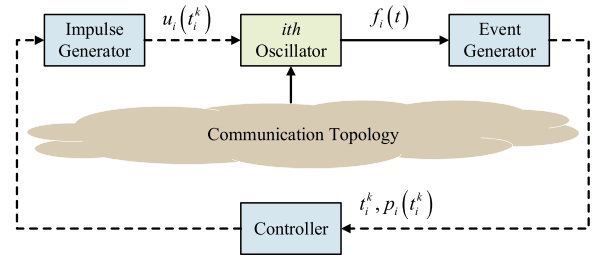 Impulse
Generator
u_i(t_i^k)
ith
Oscillator
f_i(t)
Event
Generator
Communication Topology
t_i^k, p_i(t_i^k)
Controller